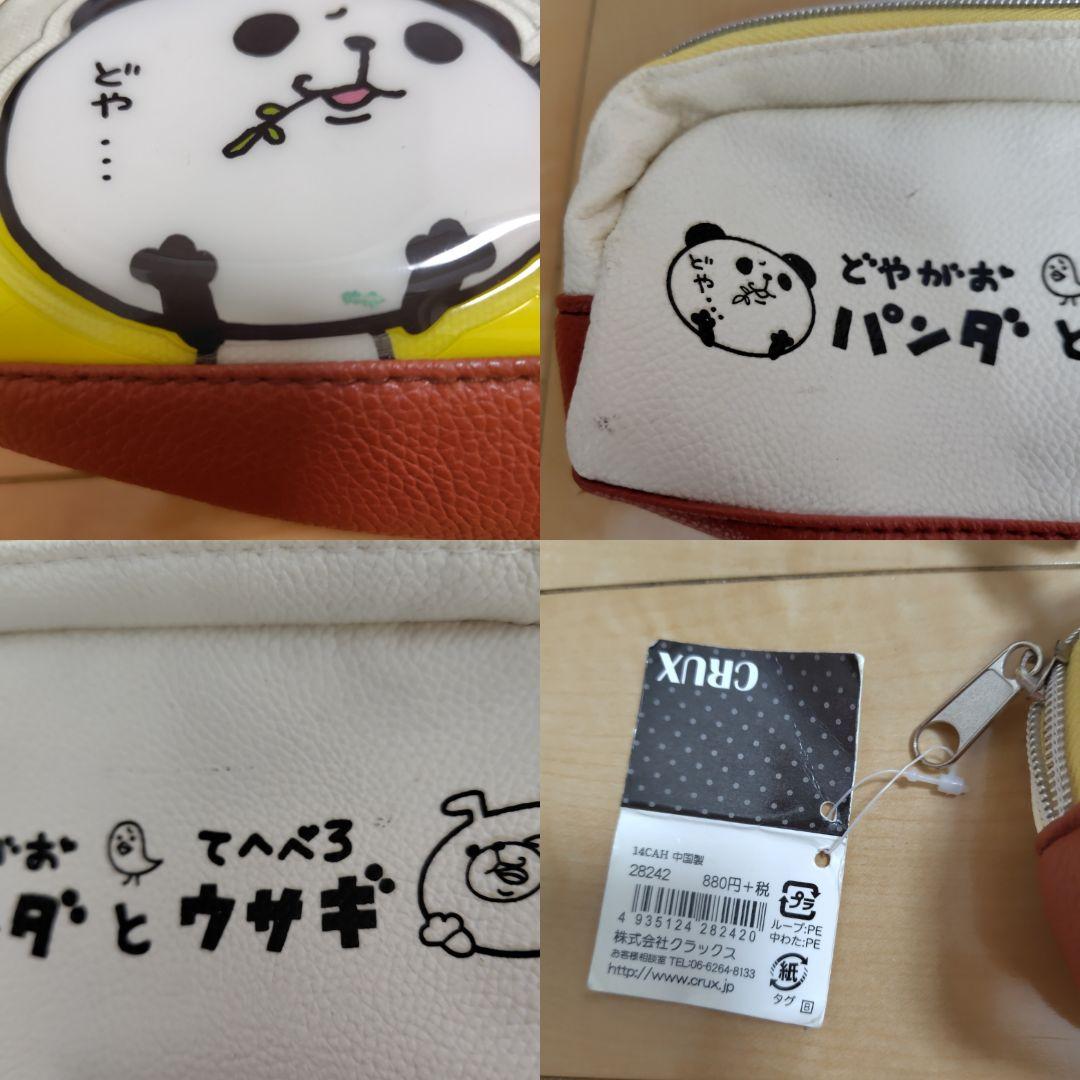 どや...
どや...
どやがお
パンダと
がお
てへぺろ
ダとウサギ
CRUX
14CAH 中国製
28242 880円+税
4 935124 282420
プラ
ループ:PE
中わた:PE
株式会社クラックス
お客様相談室 TEL:06-6264-8133
http://www.crux.jp
紙
タグ B